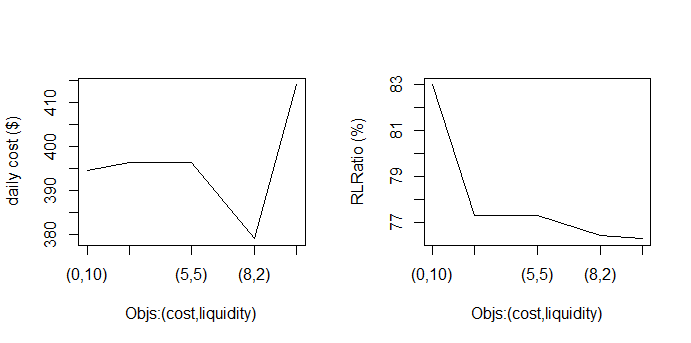 daily cost ($)
380 390 400 410
(0,10) (5,5) (8,2)
Objs:(cost,liquidity)
RLRatio (%)
77 79 81 83
(0,10) (5,5) (8,2)
Objs:(cost,liquidity)